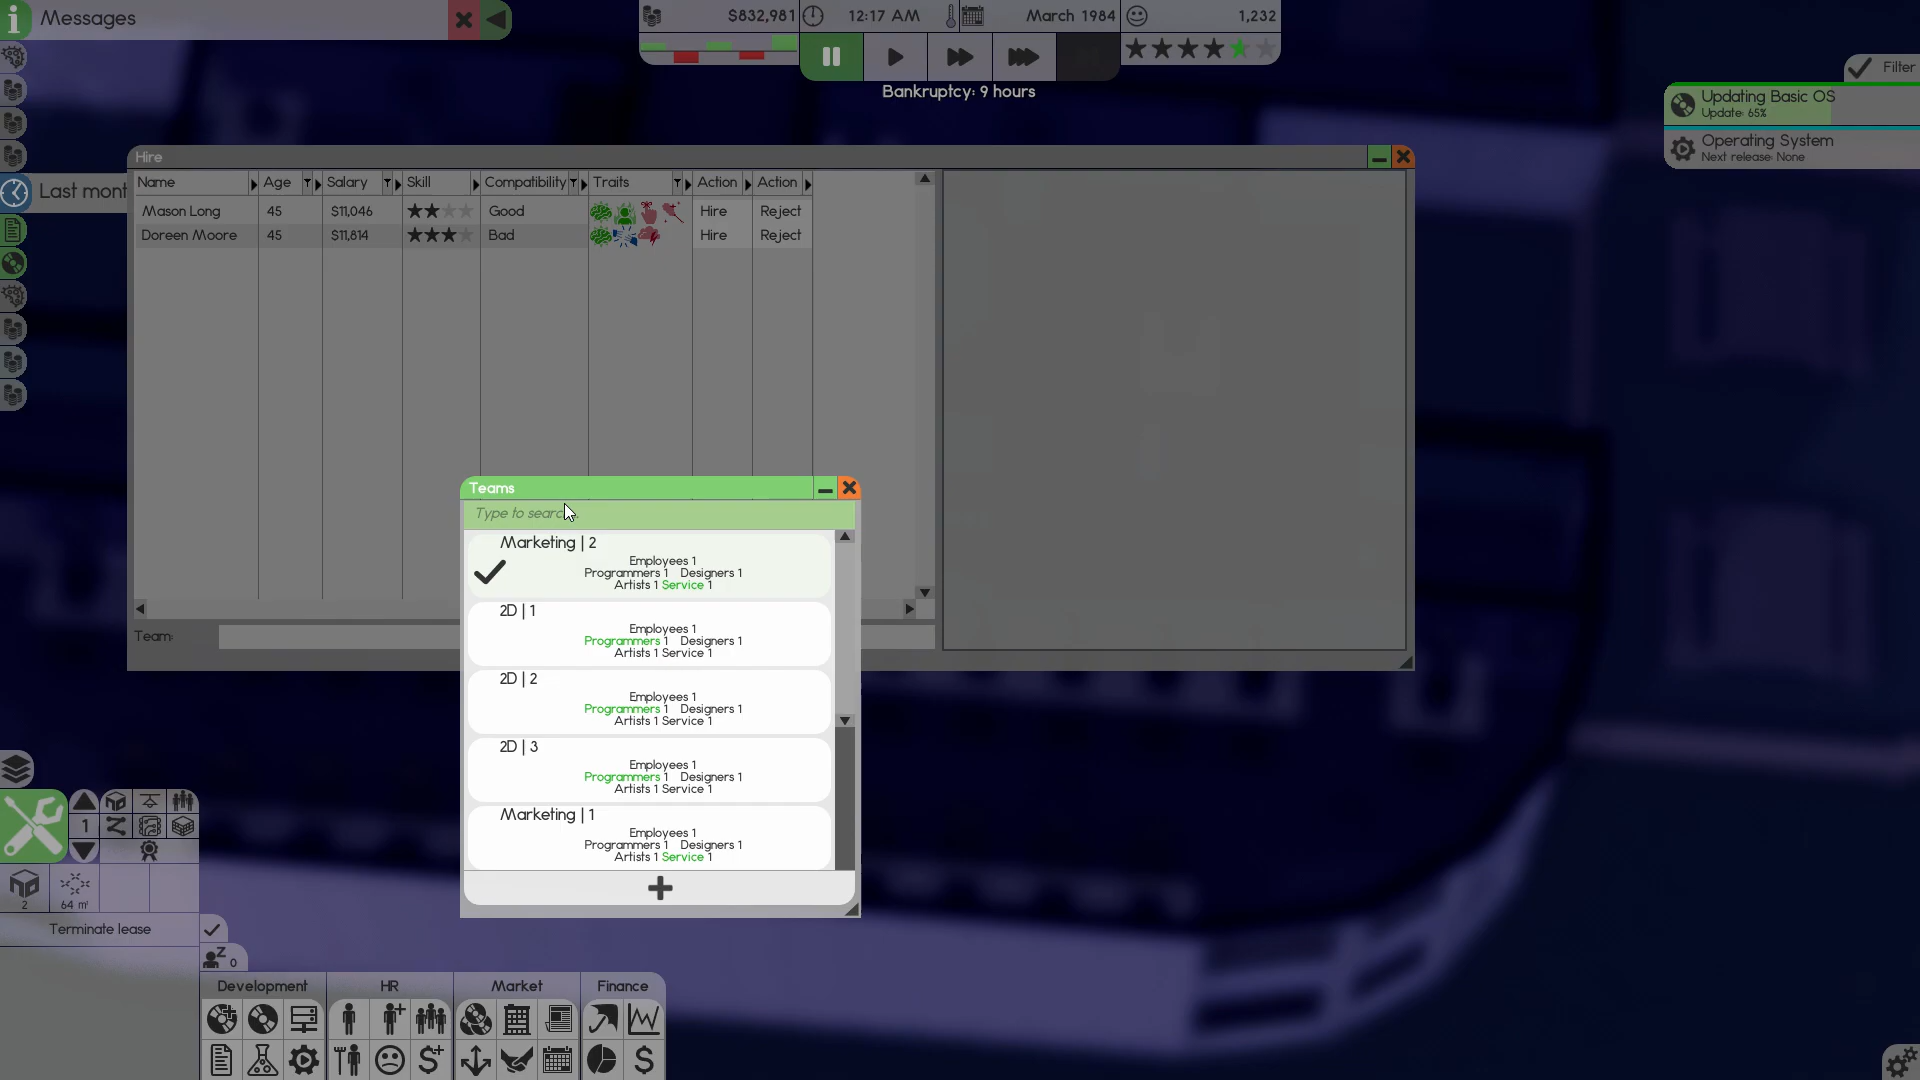 Messages
$832,981
12:17 AM
March 1984
1,232
Bankruptcy: 9 hours
Filter
Updating Basic OS
Update: 65%
Operating System
Next release: None
Last mont
Hire
Name Age Salary Skill Compatibility Traits Action Action
Mason Long 45 $11,046 Good Hire Reject
Doreen Moore 45 $11,814 Bad Hire Reject
Team:
Teams
Type to searc
Marketing | 2
Employees 1
Programmers 1 Designers 1
Artists 1 Service 1
2D | 1
Employees 1
Programmers 1 Designers 1
Artists 1 Service 1
2D | 2
Employees 1
Programmers 1 Designers 1
Artists 1 Service 1
2D | 3
Employees 1
Programmers 1 Designers 1
Artists 1 Service 1
Marketing | 1
Employees 1
Programmers 1 Designers 1
Artists 1 Service 1
1
2
64 m²
Terminate lease
Z 0
Development HR Market Finance